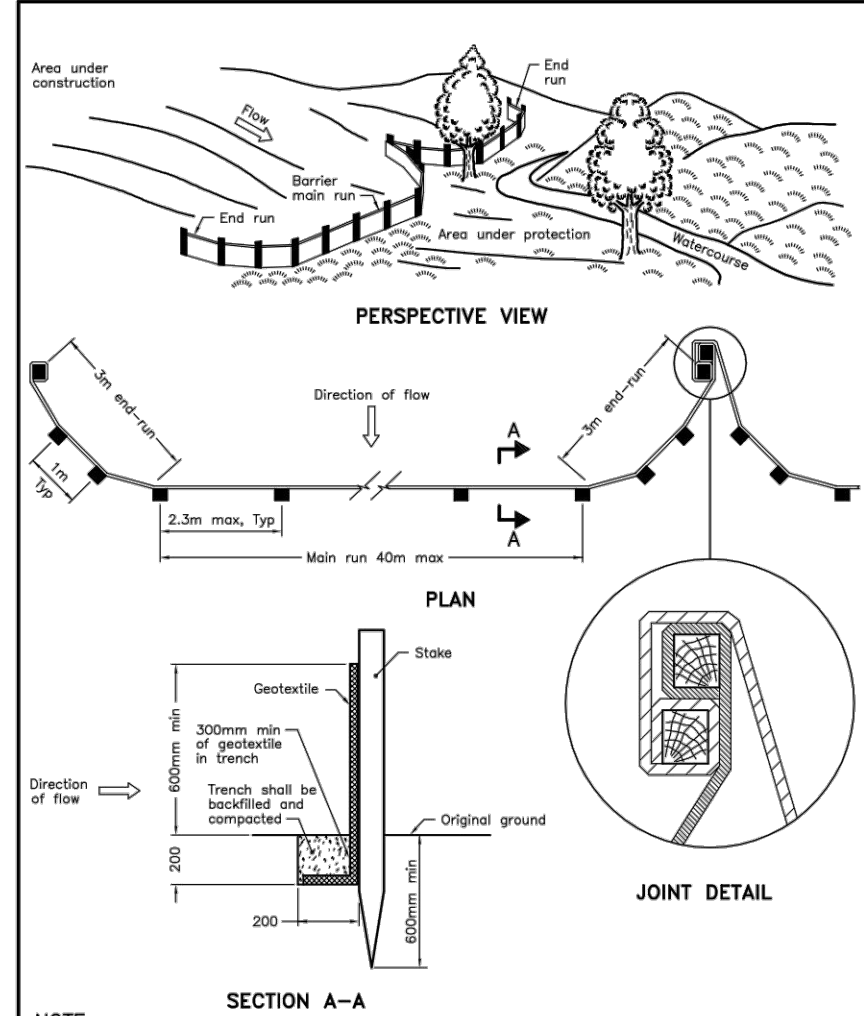 Area under
construction
Flow
End
run
Barrier
main run
End run
Area under protection
Watercourse
PERSPECTIVE VIEW
3m end-run
1m
Typ
Direction of flow
A
3m end-run
2.3m max, Typ
A
Main run 40m max
PLAN
Stake
Geotextile
600mm min
300mm min
of geotextile
in trench
Direction
of flow
Trench shall be
backfilled and
compacted
Original ground
200
200
600mm min
JOINT DETAIL
SECTION A-A